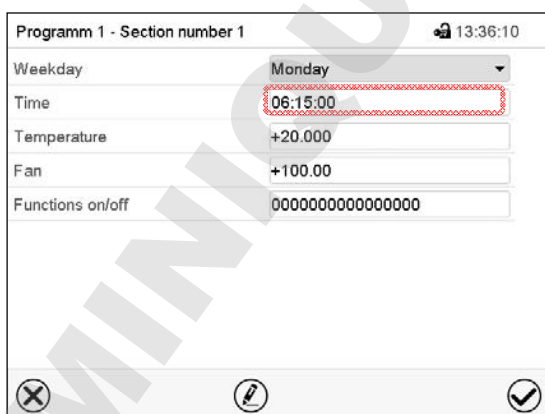 Programm 1 - Section number 1 13:36:10
Weekday Monday
Time 06:15:00
Temperature +20.000
Fan +100.00
Functions on/off 0000000000000000
MINIQU